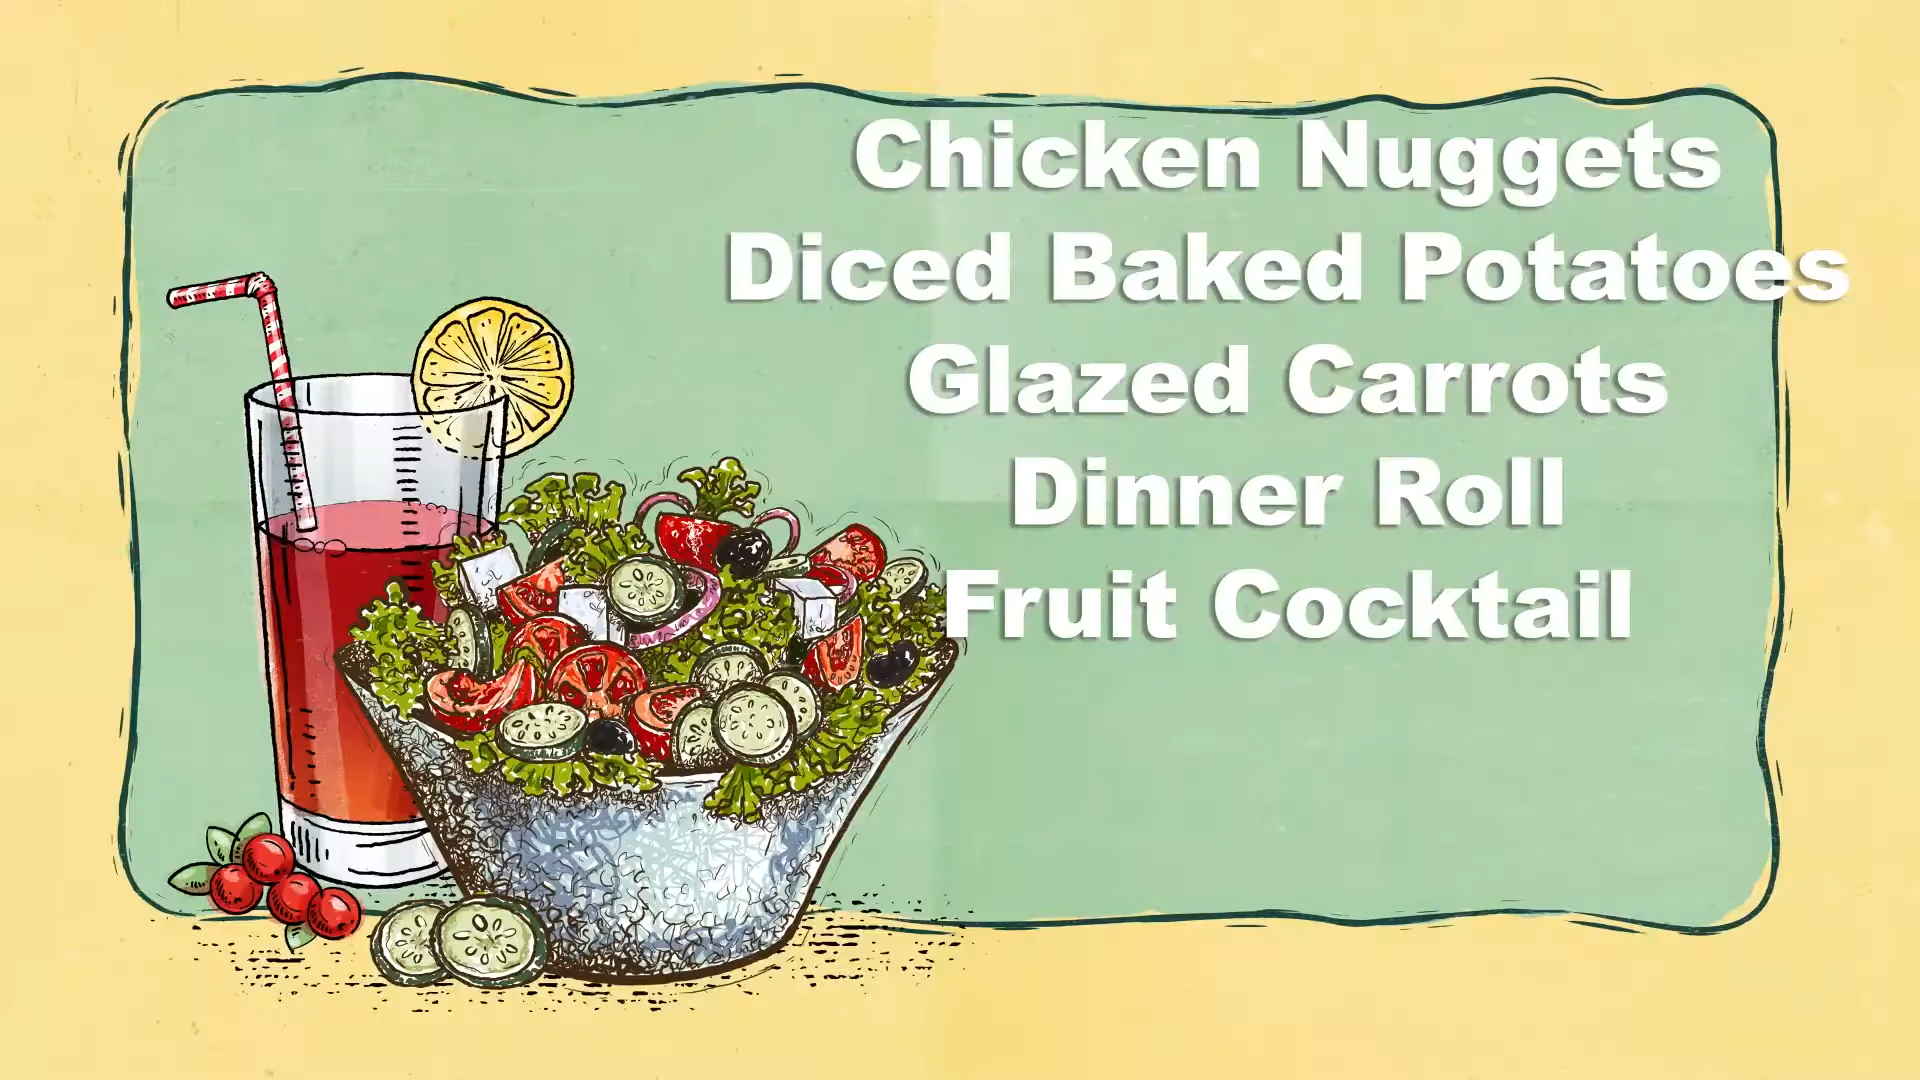 Chicken Nuggets
Diced Baked Potatoes
Glazed Carrots
Dinner Roll
Fruit Cocktail